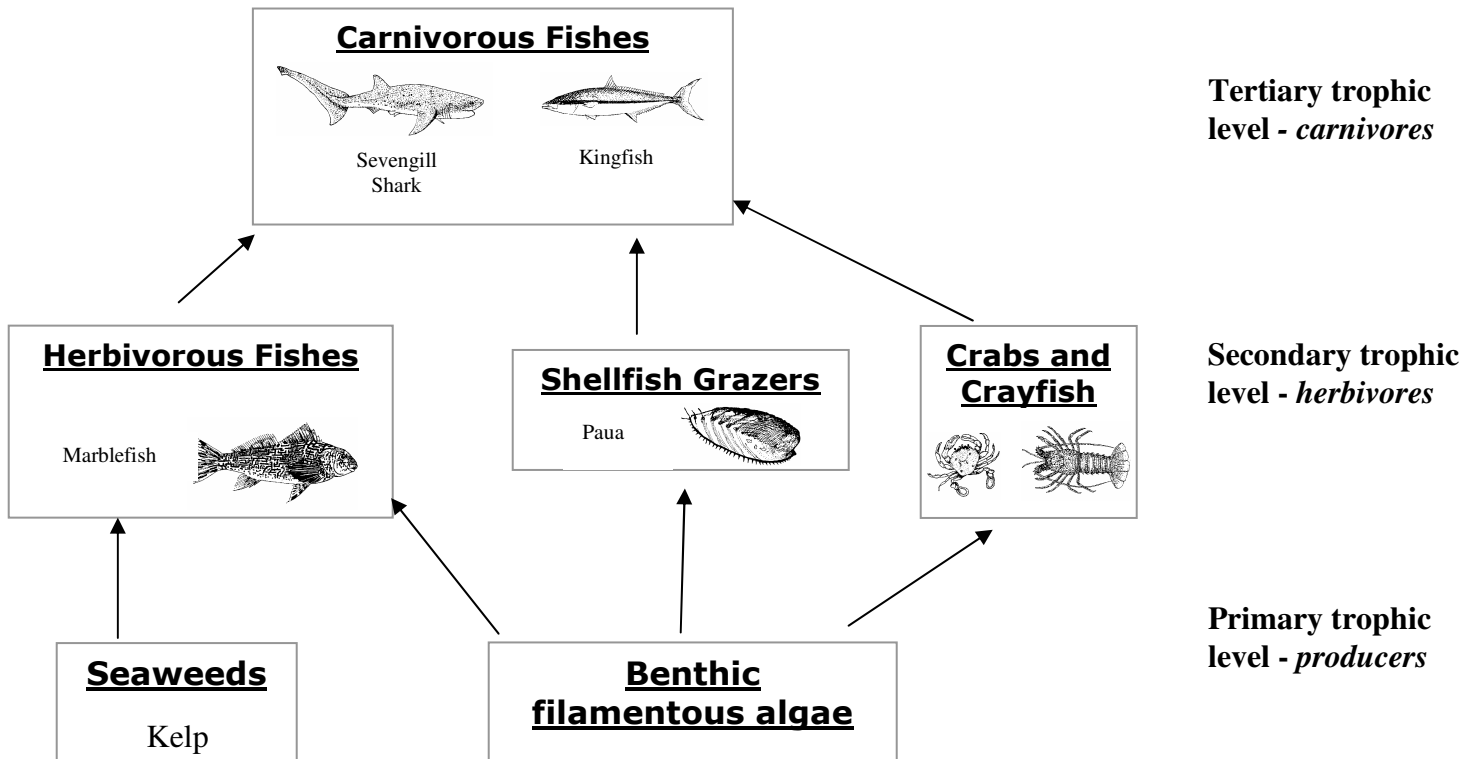 Carnivorous Fishes
Sevengill
Shark
Kingfish
Tertiary trophic
level - carnivores
Herbivorous Fishes
Marblefish
Shellfish Grazers
Paua
Crabs and
Crayfish
Secondary trophic
level - herbivores
Seaweeds
Kelp
Benthic
filamentous algae
Primary trophic
level - producers